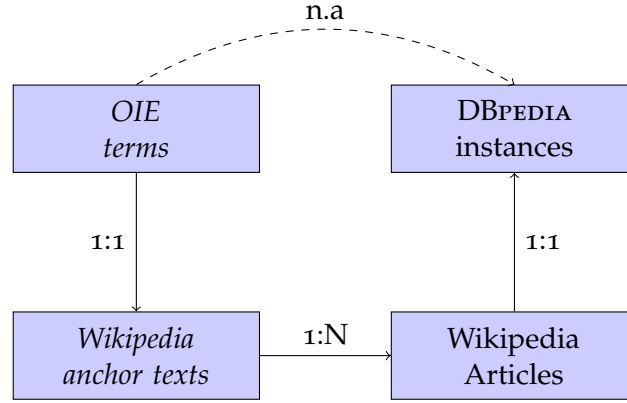 n.a
OIE
terms
DBPEDIA
instances
1:1
1:1
Wikipedia
anchor texts
1:N
Wikipedia
Articles